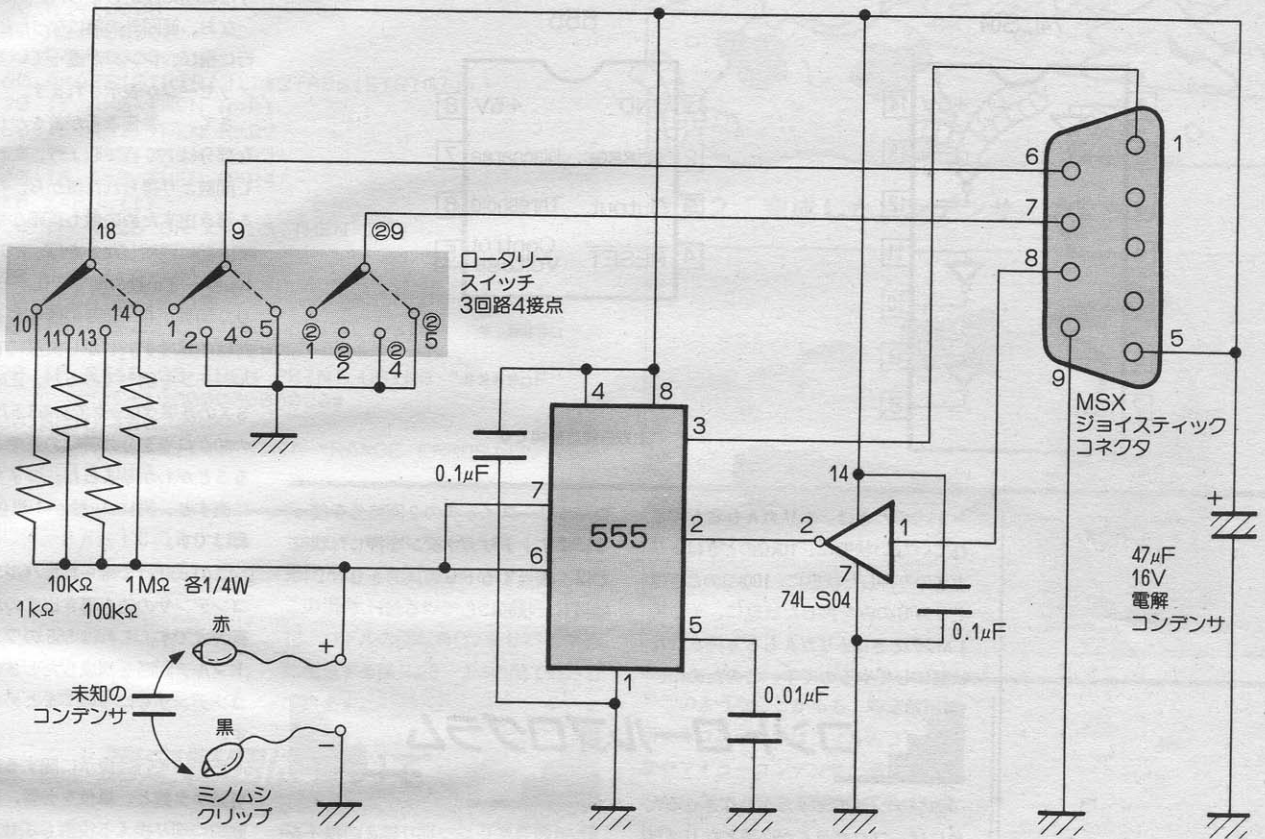 18
9
②9
ロータリー
スイッチ
3回路4接点
10
11
13
14
1
2
4
5
②
1
②
2
②
4
②
5
1kΩ
10kΩ
100kΩ
1MΩ
各1/4W
0.1μF
555
4
8
3
7
6
2
5
1
2
1
14
7
74LS04
0.1μF
0.01μF
赤
黒
+
−
未知の
コンデンサ
ミノムシ
クリップ
6
7
8
9
1
5
MSX
ジョイスティック
コネクタ
+
47μF
16V
電解
コンデンサ